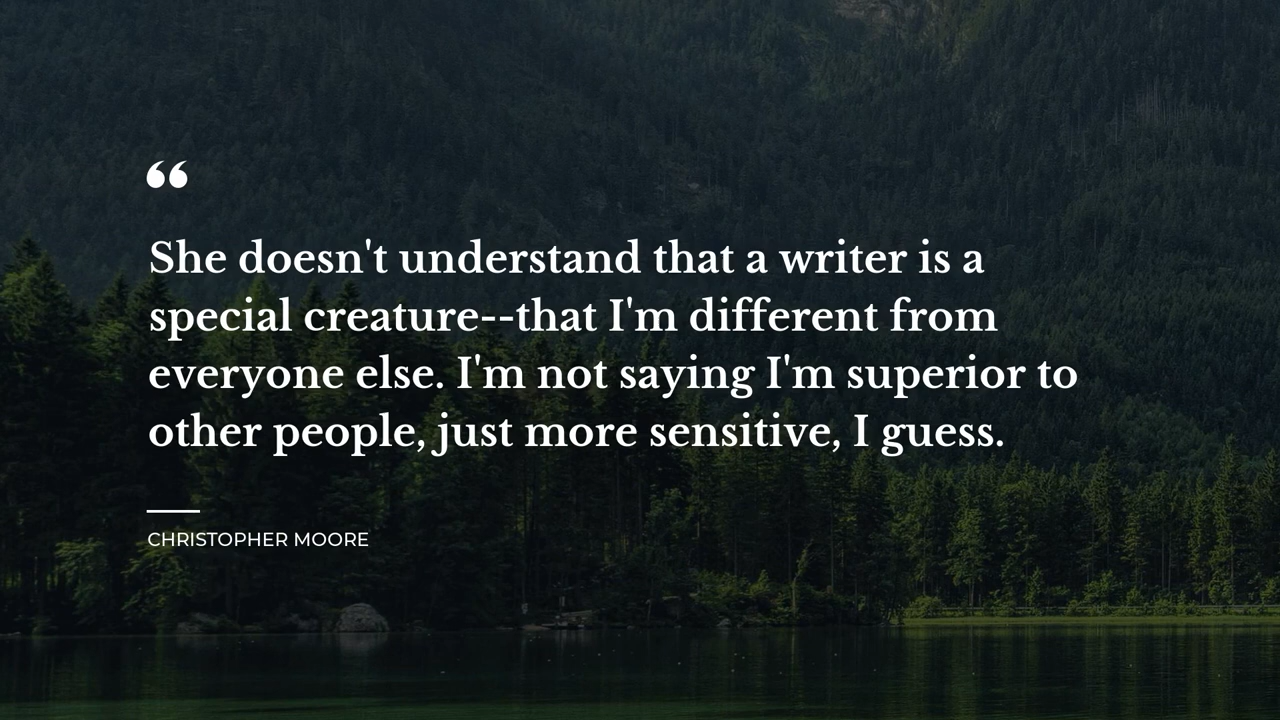 “
She doesn't understand that a writer is a
special creature--that I'm different from
everyone else. I'm not saying I'm superior to
other people, just more sensitive, I guess.
CHRISTOPHER MOORE